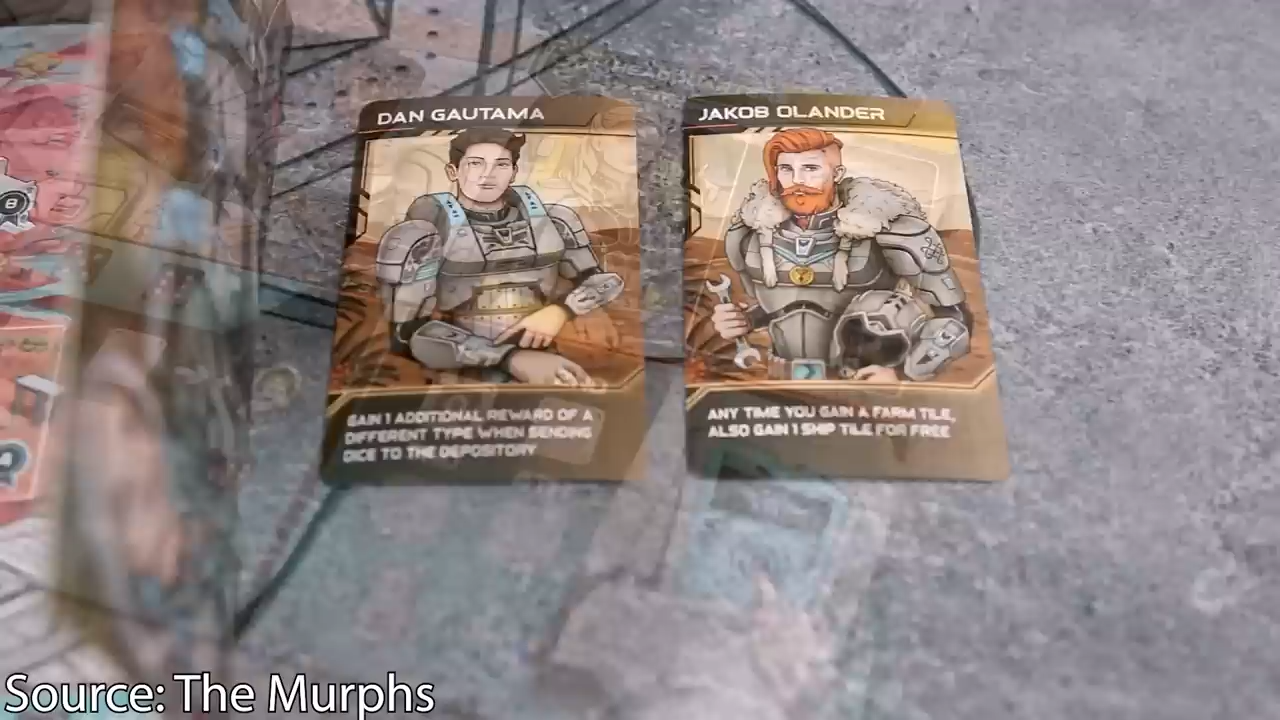 DAN GAUTAMA
GAIN 1 ADDITIONAL REWARD OF A
DIFFERENT TYPE WHEN SENDING
DICE TO THE DEPOSITORY
JAKOB OLANDER
ANY TIME YOU GAIN A FARM TILE,
ALSO GAIN 1 SHIP TILE FOR FREE
8
Source: The Murphs